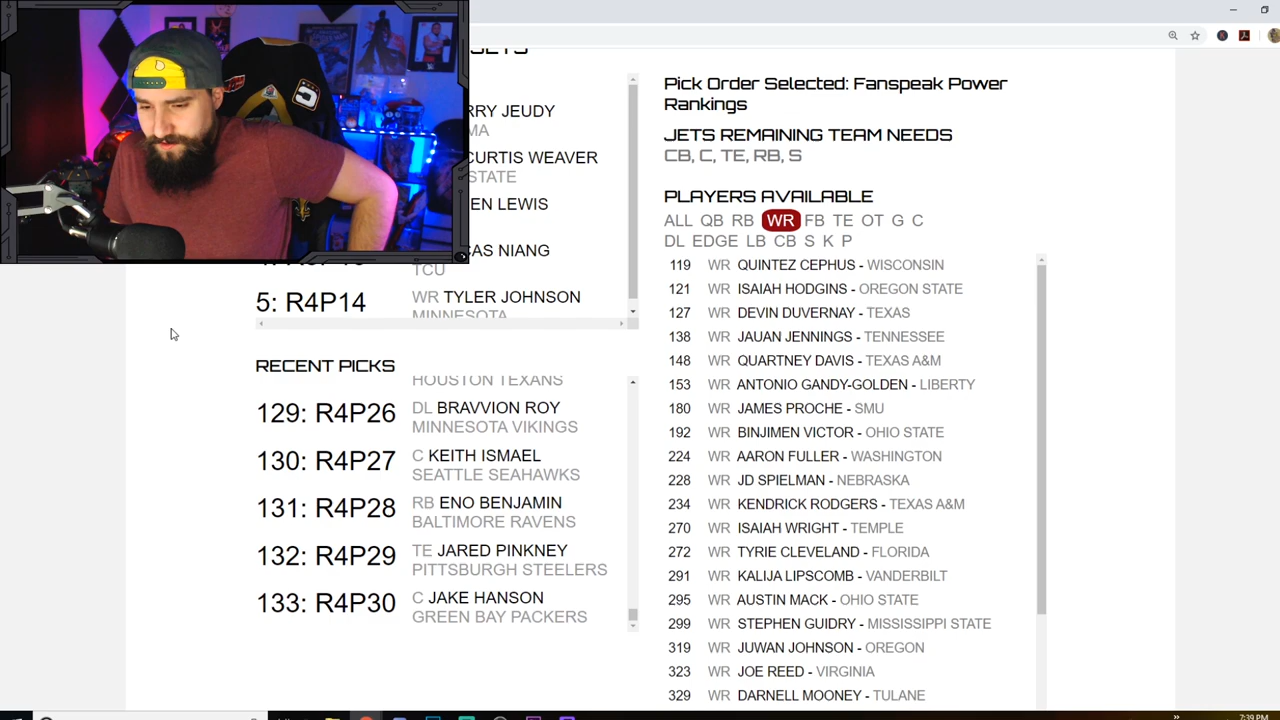 RRY JEUDY
MA
CURTIS WEAVER
STATE
EN LEWIS
CAS NIANG
TCU
5: R4P14
WR TYLER JOHNSON
MINNESOTA
RECENT PICKS
HOUSTON TEXANS
129: R4P26
DL BRAVVION ROY
MINNESOTA VIKINGS
130: R4P27
C KEITH ISMAEL
SEATTLE SEAHAWKS
131: R4P28
RB ENO BENJAMIN
BALTIMORE RAVENS
132: R4P29
TE JARED PINKNEY
PITTSBURGH STEELERS
133: R4P30
C JAKE HANSON
GREEN BAY PACKERS
Pick Order Selected: Fanspeak Power
Rankings
JETS REMAINING TEAM NEEDS
CB, C, TE, RB, S
PLAYERS AVAILABLE
ALL QB RB WR FB TE OT G C
DL EDGE LB CB S K P
119 WR QUINTEZ CEPHUS - WISCONSIN
121 WR ISAIAH HODGINS - OREGON STATE
127 WR DEVIN DUVERNAY - TEXAS
138 WR JAUAN JENNINGS - TENNESSEE
148 WR QUARTNEY DAVIS - TEXAS A&M
153 WR ANTONIO GANDY-GOLDEN - LIBERTY
180 WR JAMES PROCHE - SMU
192 WR BINJIMEN VICTOR - OHIO STATE
224 WR AARON FULLER - WASHINGTON
228 WR JD SPIELMAN - NEBRASKA
234 WR KENDRICK RODGERS - TEXAS A&M
270 WR ISAIAH WRIGHT - TEMPLE
272 WR TYRIE CLEVELAND - FLORIDA
291 WR KALIJA LIPSCOMB - VANDERBILT
295 WR AUSTIN MACK - OHIO STATE
299 WR STEPHEN GUIDRY - MISSISSIPPI STATE
319 WR JUWAN JOHNSON - OREGON
323 WR JOE REED - VIRGINIA
329 WR DARNELL MOONEY - TULANE
7:39 PM